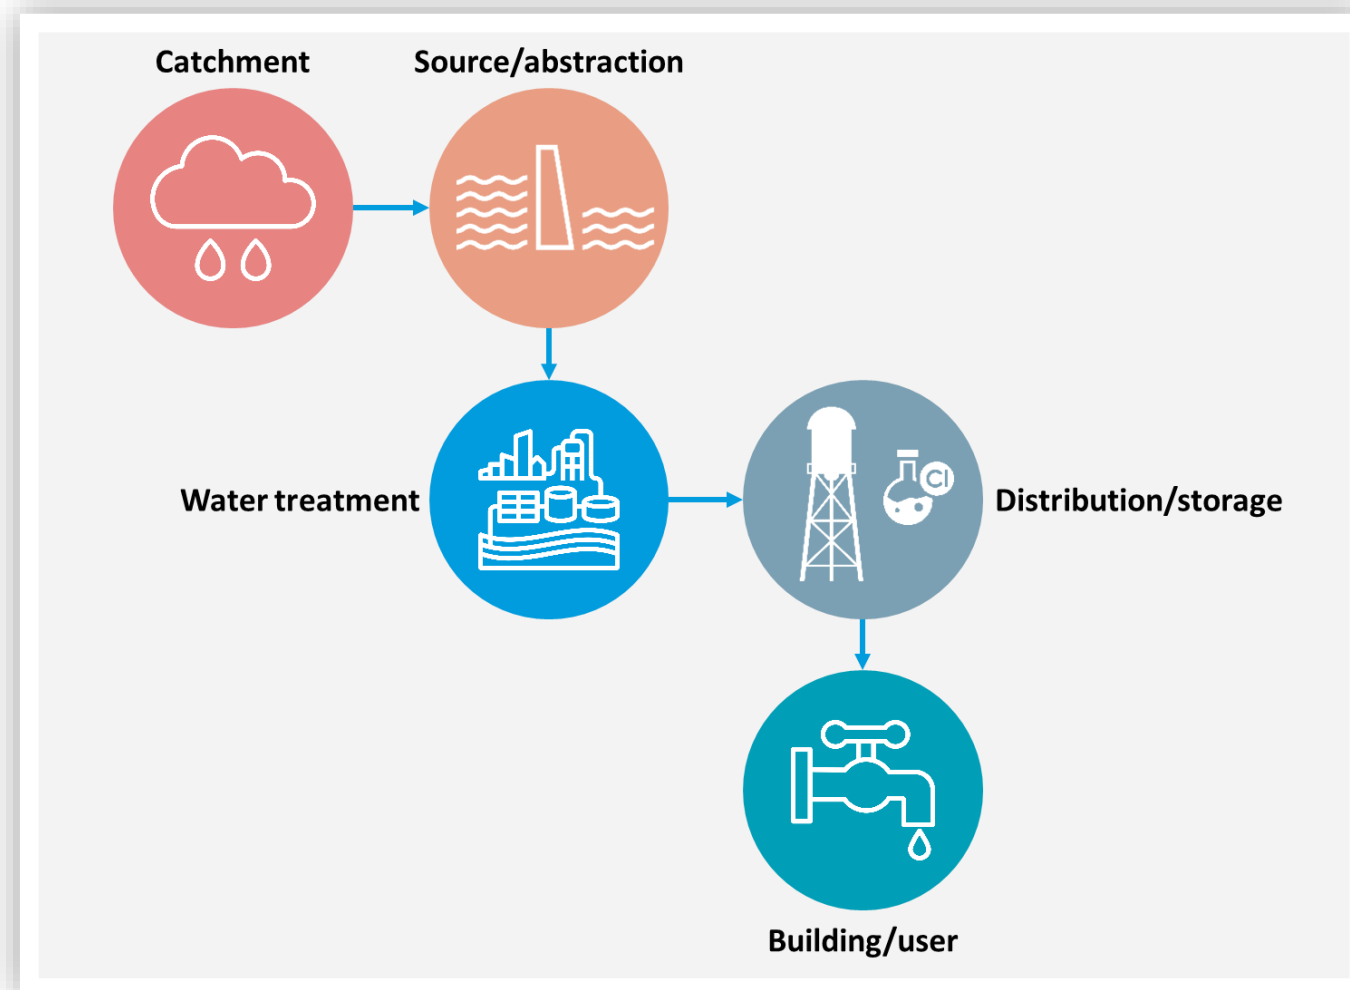 Catchment
Source/abstraction
Water treatment
Cl
Distribution/storage
Building/user